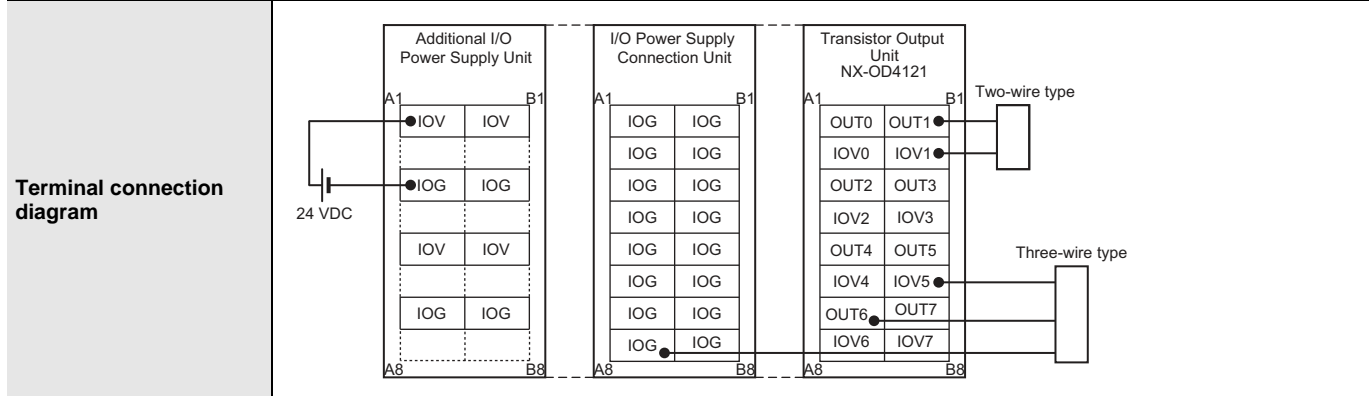 Terminal connection
diagram
24 VDC
Additional I/O
Power Supply Unit
A1 B1
IOV IOV
IOG IOG
IOV IOV
IOG IOG
A8 B8
I/O Power Supply
Connection Unit
A1 B1
IOG IOG
IOG IOG
IOG IOG
IOG IOG
IOG IOG
IOG IOG
IOG IOG
IOG IOG
A8 B8
Transistor Output
Unit
NX-OD4121
A1 B1
OUT0 OUT1
IOV0 IOV1
OUT2 OUT3
IOV2 IOV3
OUT4 OUT5
IOV4 IOV5
OUT6 OUT7
IOV6 IOV7
A8 B8
Two-wire type
Three-wire type